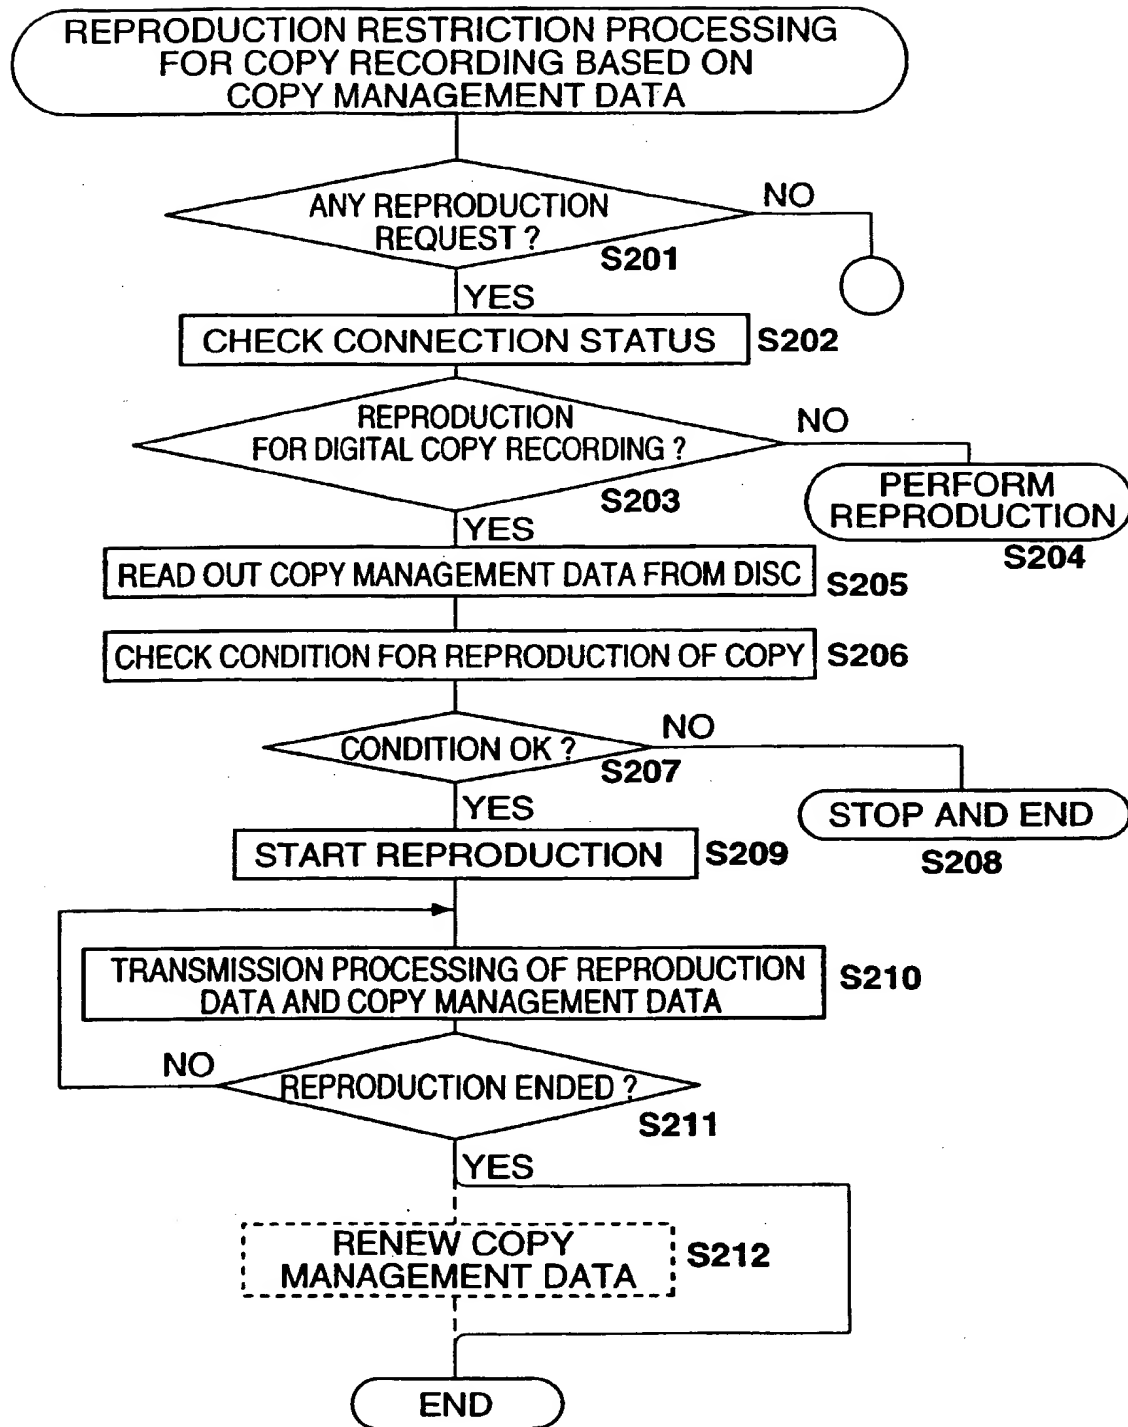 REPRODUCTION RESTRICTION PROCESSING
FOR COPY RECORDING BASED ON
COPY MANAGEMENT DATA
ANY REPRODUCTION
REQUEST ?
S201
NO
YES
CHECK CONNECTION STATUS
S202
REPRODUCTION
FOR DIGITAL COPY RECORDING ?
S203
NO
PERFORM
REPRODUCTION
S204
YES
READ OUT COPY MANAGEMENT DATA FROM DISC
S205
CHECK CONDITION FOR REPRODUCTION OF COPY
S206
CONDITION OK ?
S207
NO
STOP AND END
S208
YES
START REPRODUCTION
S209
TRANSMISSION PROCESSING OF REPRODUCTION
DATA AND COPY MANAGEMENT DATA
S210
NO
REPRODUCTION ENDED ?
S211
YES
RENEW COPY
MANAGEMENT DATA
S212
END